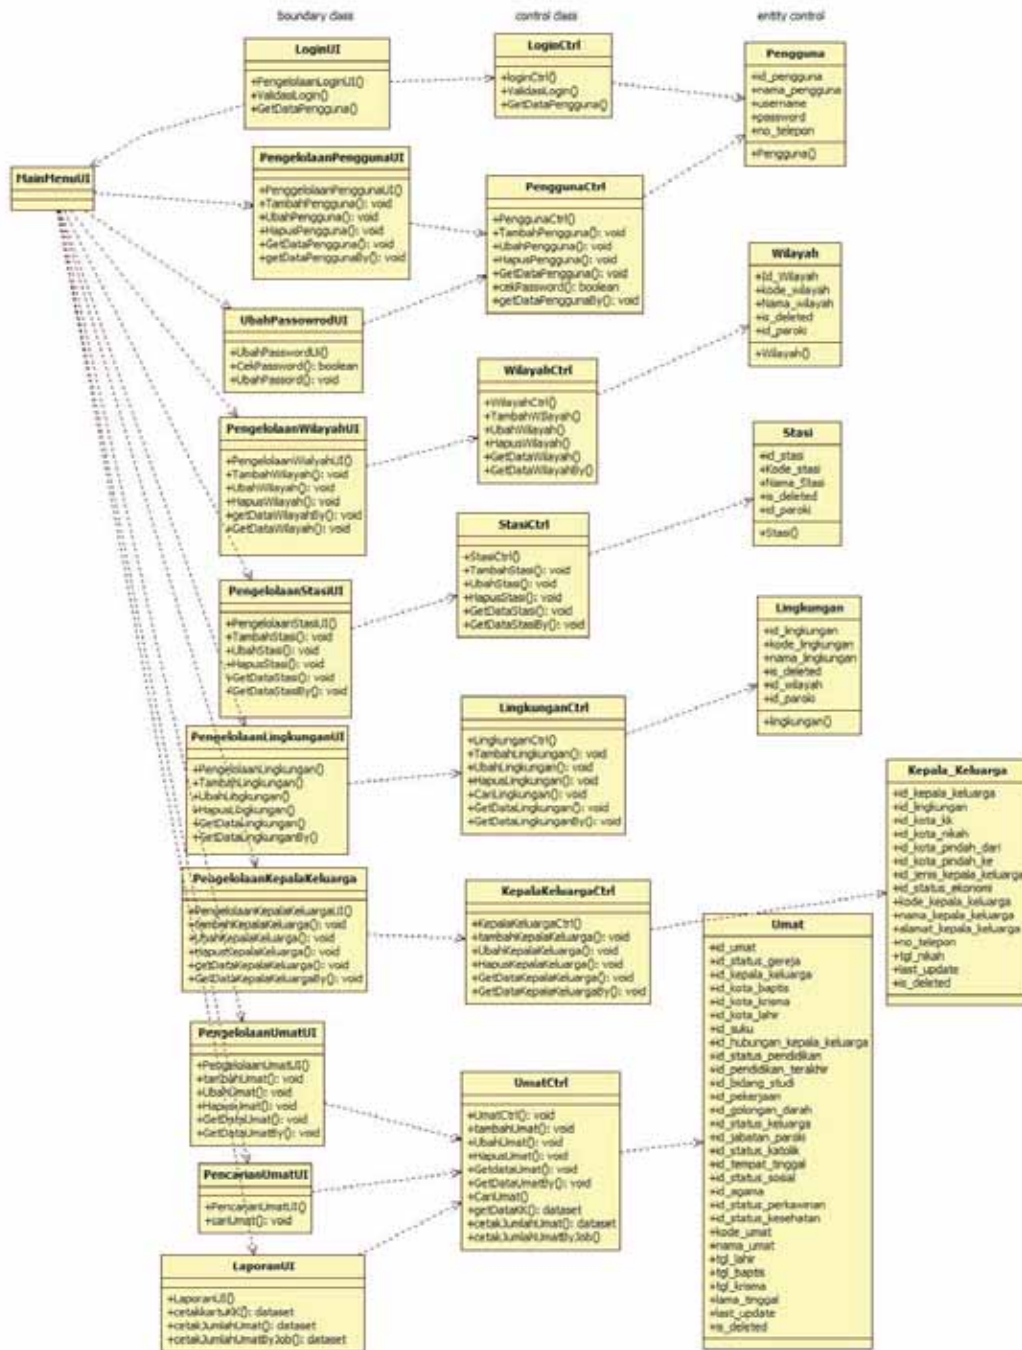 boundary class
control class
entity control
LoginUI
+PengelolaanLoginUI()
+ValidasiLogin()
+GetDataPengguna()
LoginCtrl
+loginCtrl()
+ValidasiLogin()
+GetDataPengguna()
Pengguna
+id_pengguna
+nama_pengguna
+username
+password
+no_telepon
+Pengguna()
MainMenuUI
PengelolaanPenggunaUI
+PenggelolaanPenggunaUI()
+TambahPengguna(): void
+UbahPengguna(): void
+HapusPengguna(): void
+GetDataPengguna(): void
+getDataPenggunaBy(): void
PenggunaCtrl
+PenggunaCtrl()
+TambahPengguna(): void
+UbahPengguna(): void
+HapusPengguna(): void
+GetDataPengguna(): void
+cekPassword(): boolean
+getDataPenggunaBy(): void
Wilayah
+Id_Wilayah
+kode_wilayah
+Nama_wilayah
+is_deleted
+id_paroki
+Wilayah()
UbahPassowrodUI
+UbahPasswordUi()
+CekPassword(): boolean
+UbahPassord(): void
PengelolaanWilayahUI
+PengelolaanWialyahUI()
+TambahWilayah(): void
+UbahWilayah(): void
+HapusWilayah(): void
+getDataWilayahBy(): void
+GetDataWilayah(): void
WilayahCtrl
+WilayahCtrl()
+TambahWIlayah()
+UbahWilayah()
+HapusWilayah()
+GetDataWilayah()
+GetDataWilayahBy()
Stasi
+id_stasi
+Kode_stasi
+Nama_Stasi
+is_deleted
+id_paroki
+Stasi()
PengelolaanStasiUI
+PengelolaanStasiUI()
+TambahStasi(): void
+UbahStasi(): void
+HapusStasi(): void
+GetDataStasi(): void
+GetDataStasiBy(): void
StasiCtrl
+StasiCtrl()
+TambahStasi(): void
+UbahStasi(): void
+HapusStasi(): void
+GetDataStasi(): void
+GetDataStasiBy(): void
Lingkungan
+id_lingkungan
+kode_lingkungan
+nama_lingkungan
+is_deleted
+id_wilayah
+id_paroki
+lingkungan()
PengelolaanLingkunganUI
+PengelolaanLingkungan()
+TambahLingkungan()
+UbahLingkungan()
+HapusLingkungan()
+GetDataLingkungan()
+GetDataLingkunganBy()
LingkunganCtrl
+LingkunganCtrl()
+TambahLingkungan(): void
+UbahLingkungan(): void
+HapusLingkungan(): void
+CariLingkungan(): void
+GetDataLingkungan(): void
+GetDataLingkunganBy(): void
Kepala_Keluarga
+id_kepala_keluarga
+id_lingkungan
+id_kota_kk
+id_kota_nikah
+id_kota_pindah_dari
+id_kota_pindah_ke
+id_jenis_kepala_keluarga
+id_status_ekonomi
+kode_kepala_keluarga
+nama_kepala_keluarga
+alamat_kepala_keluarga
+no_telepon
+tgl_nikah
+last_update
+is_deleted
PengelolaanKepalaKeluarga
+PengelolaanKepalaKeluargaUI()
+tambahKepalaKeluarga(): void
+UbahKepalaKeluarga(): void
+HapusKepalaKeluarga(): void
+getDataKepalaKeluarga(): void
+GetDataKepalaKeluargaBy(): void
KepalaKeluargaCtrl
+KepalaKeluargaCtrl()
+tambahKepalaKeluarga(): void
+UbahKepalaKeluarga(): void
+HapusKepalaKeluarga(): void
+GetDataKepalaKeluarga(): void
+GetDataKepalaKeluargaBy(): void
Umat
+id_umat
+id_status_gereja
+id_kepala_keluarga
+id_kota_baptis
+id_kota_krisma
+id_kota_lahir
+id_suku
+id_hubungan_kepala_keluarga
+id_status_pendidikan
+id_pendidikan_terakhir
+id_bidang_studi
+id_pekerjaan
+id_golongan_darah
+id_status_keluarga
+id_jabatan_paroki
+id_status_katolik
+id_tempat_tinggal
+id_status_sosial
+id_agama
+id_status_perkawinan
+id_status_kesehatan
+kode_umat
+nama_umat
+tgl_lahir
+tgl_baptis
+tgl_krisma
+lama_tinggal
+last_update
+is_deleted
PengelolaanUmatUI
+PengelolaanUmatUI()
+tambahUmat(): void
+UbahUmat(): void
+HapusUmat(): void
+GetDataUmat(): void
+GetDataUmatBy(): void
UmatCtrl
+UmatCtrl(): void
+tambahUmat(): void
+UbahUmat(): void
+HapusUmat(): void
+GetdataUmat(): void
+GetDataUmatBy(): void
+CariUmat()
+getDataKK(): dataset
+cetakJumlahUmat(): dataset
+cetakJumlahUmatByJob()
PencarianUmatUI
+PencarianUmatUI()
+cariUmat(): void
LaporanUI
+LaporanUI()
+cetakkartuKK(): dataset
+cetakJumlahUmat(): dataset
+cetakJumlahUmatByJob(): dataset